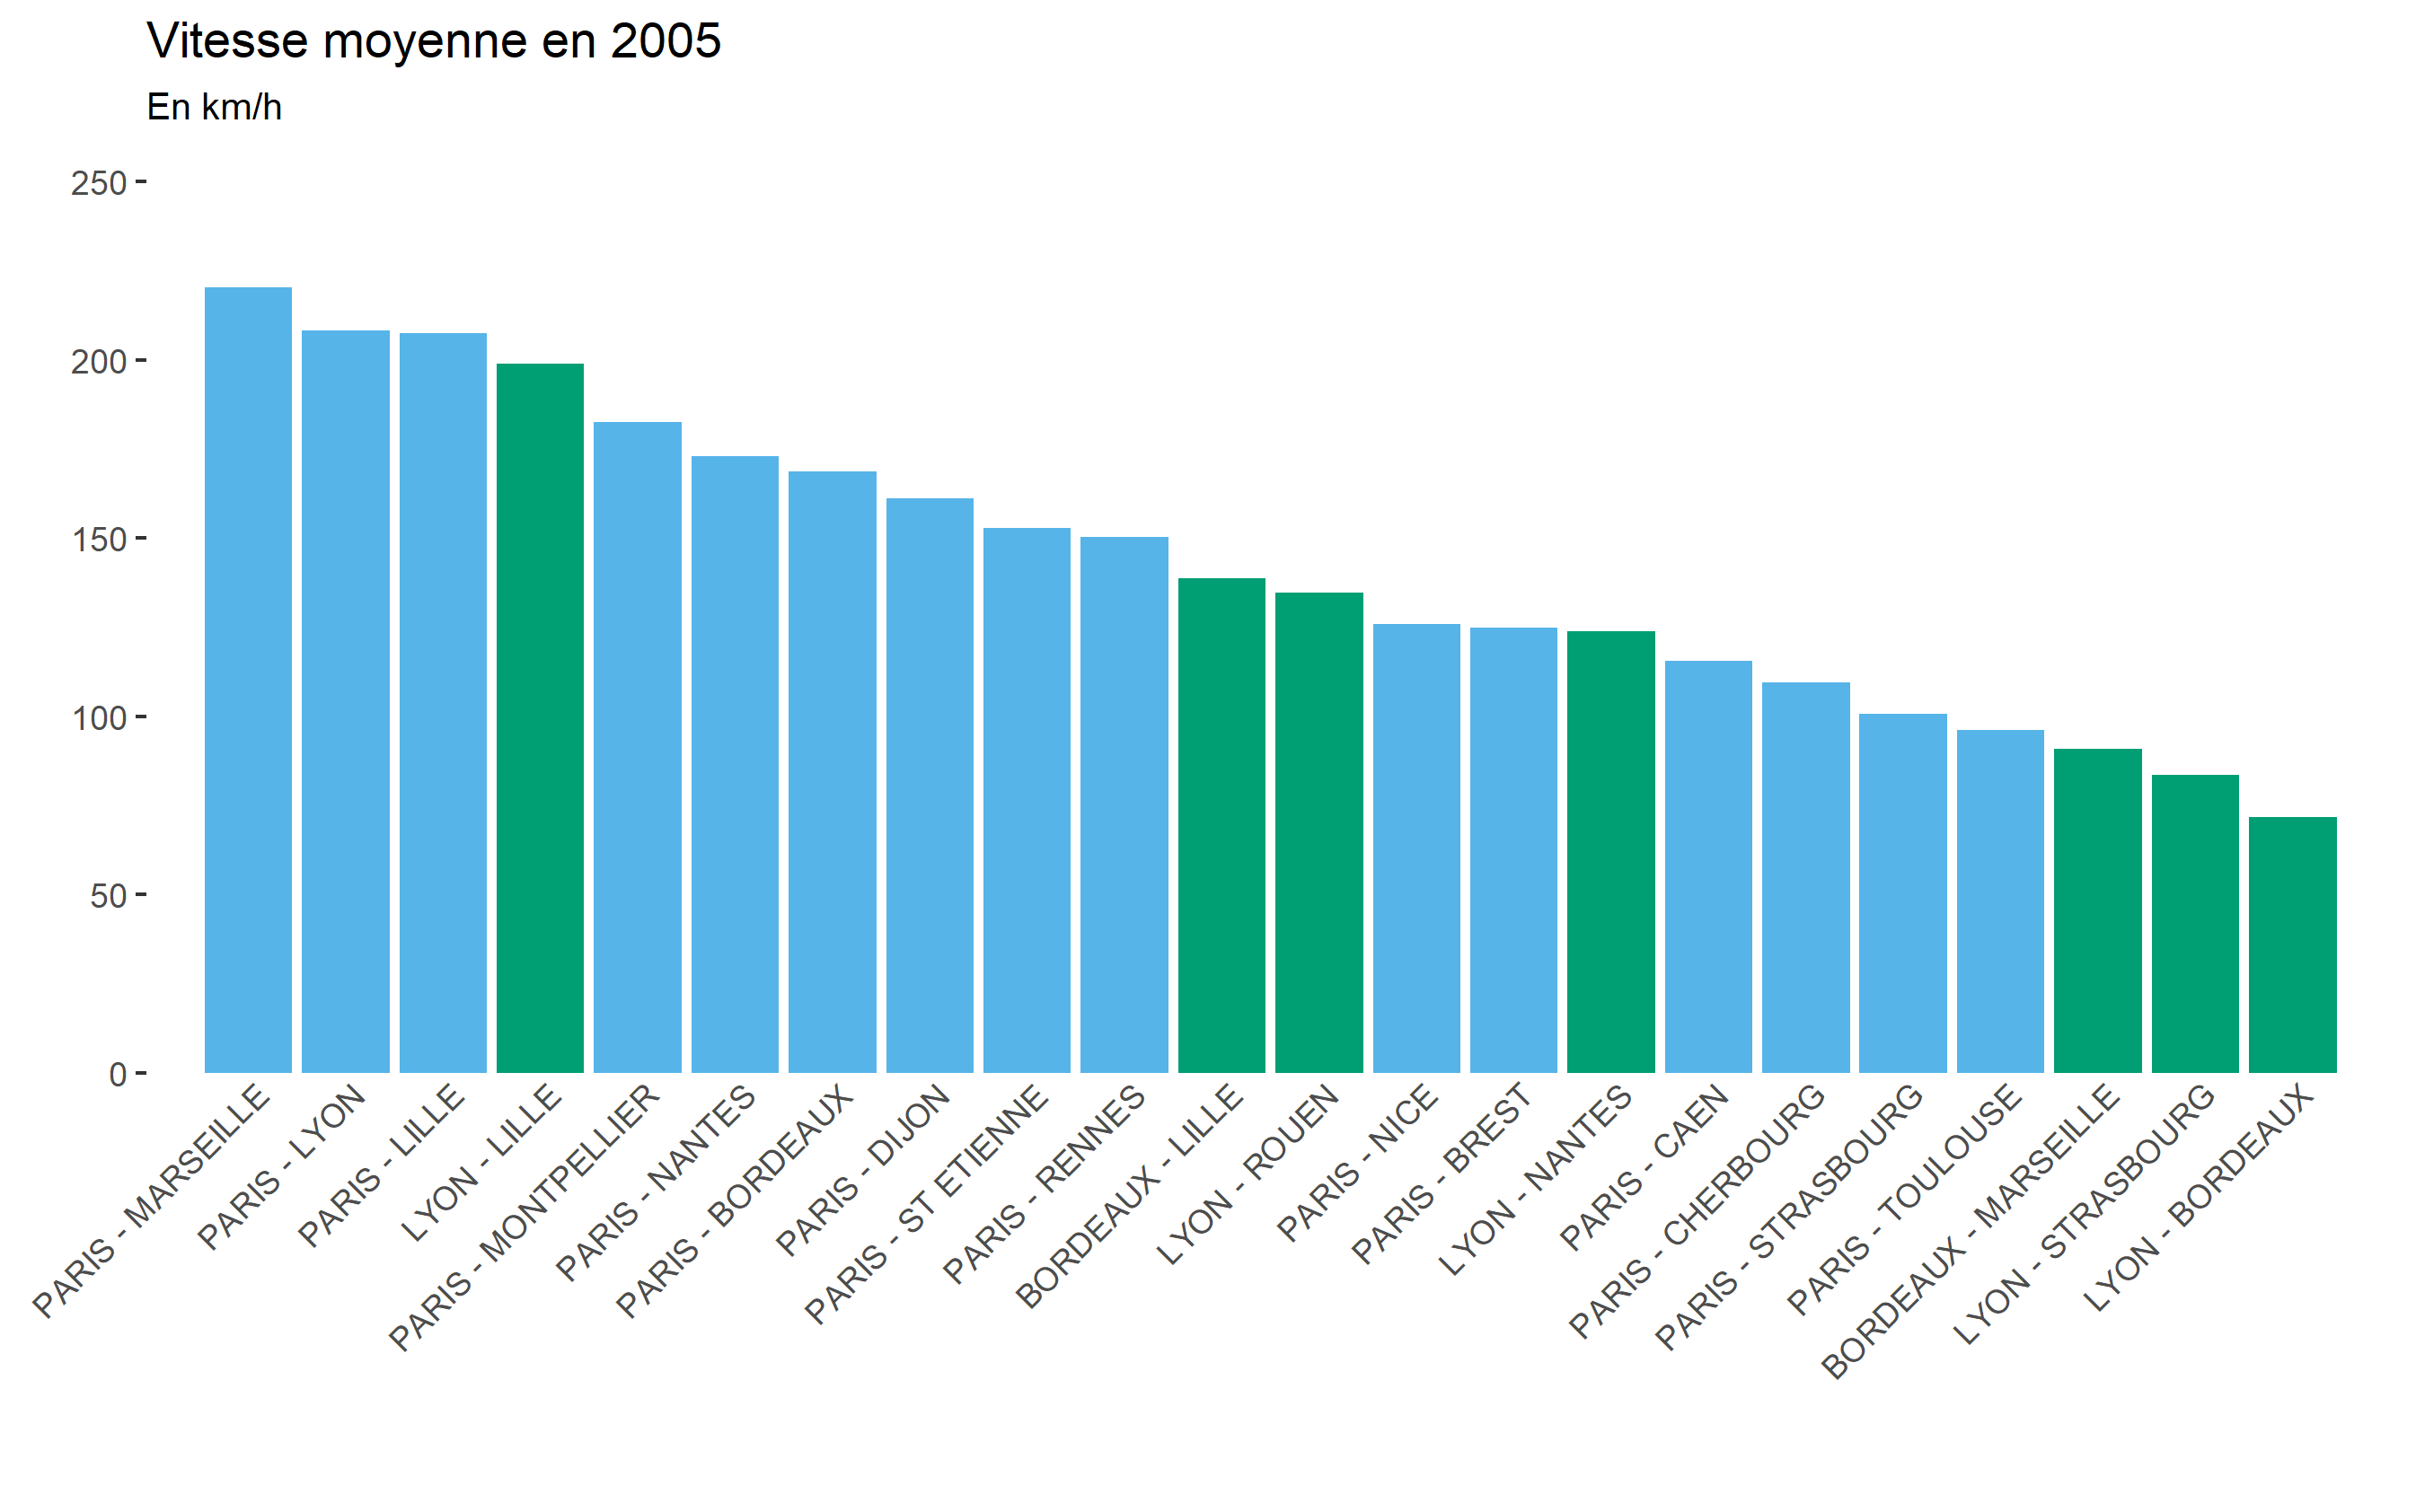 Vitesse moyenne en 2005
En km/h
250
200
150
100
50
0
PARIS - MARSEILLE
PARIS - LYON
PARIS - LILLE
LYON - LILLE
PARIS - MONTPELLIER
PARIS - NANTES
PARIS - BORDEAUX
PARIS - DIJON
PARIS - ST ETIENNE
PARIS - RENNES
BORDEAUX - LILLE
LYON - ROUEN
PARIS - NICE
PARIS - BREST
LYON - NANTES
PARIS - CAEN
PARIS - CHERBOURG
PARIS - STRASBOURG
PARIS - TOULOUSE
BORDEAUX - MARSEILLE
LYON - STRASBOURG
LYON - BORDEAUX